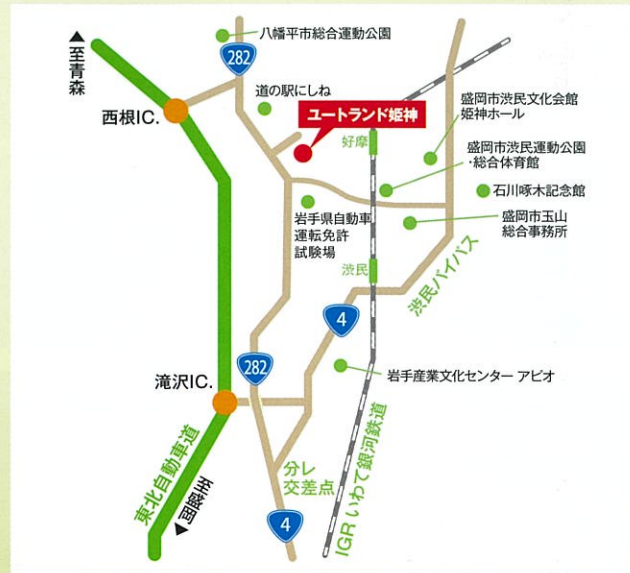 ▲至青森
282
八幡平市総合運動公園
西根IC.
道の駅にしね
ユートランド姫神
好摩
盛岡市渋民文化会館
姫神ホール
盛岡市渋民運動公園
・総合体育館
石川啄木記念館
岩手県自動車
運転免許
試験場
盛岡市玉山
総合事務所
渋民
渋民バイパス
4
282
滝沢IC.
岩手産業文化センター アピオ
東北自動車道
至盛岡▼
分レ
交差点
IGR いわて銀河鉄道
4